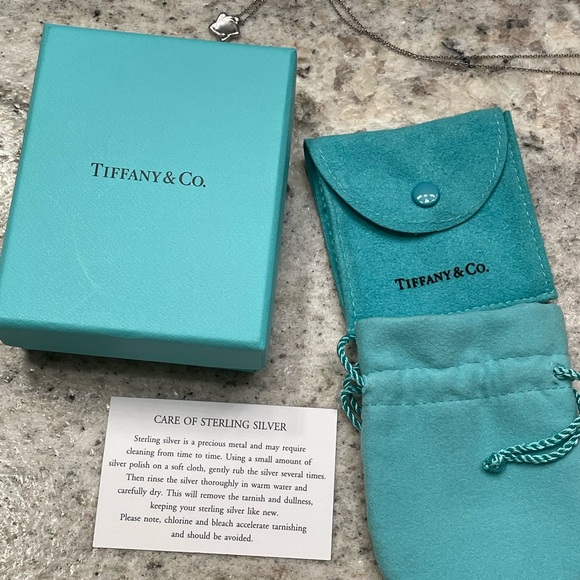 TIFFANY & CO.
TIFFANY & CO.
CARE OF STERLING SILVER
Sterling silver is a precious metal and may require
cleaning from time to time. Using a small amount of
silver polish on a soft cloth, gently rub the silver several times.
Then rinse the silver thoroughly in warm water and
carefully dry. This will remove the tarnish and dullness,
keeping your sterling silver like new.
Please note, chlorine and bleach accelerate tarnishing
and should be avoided.